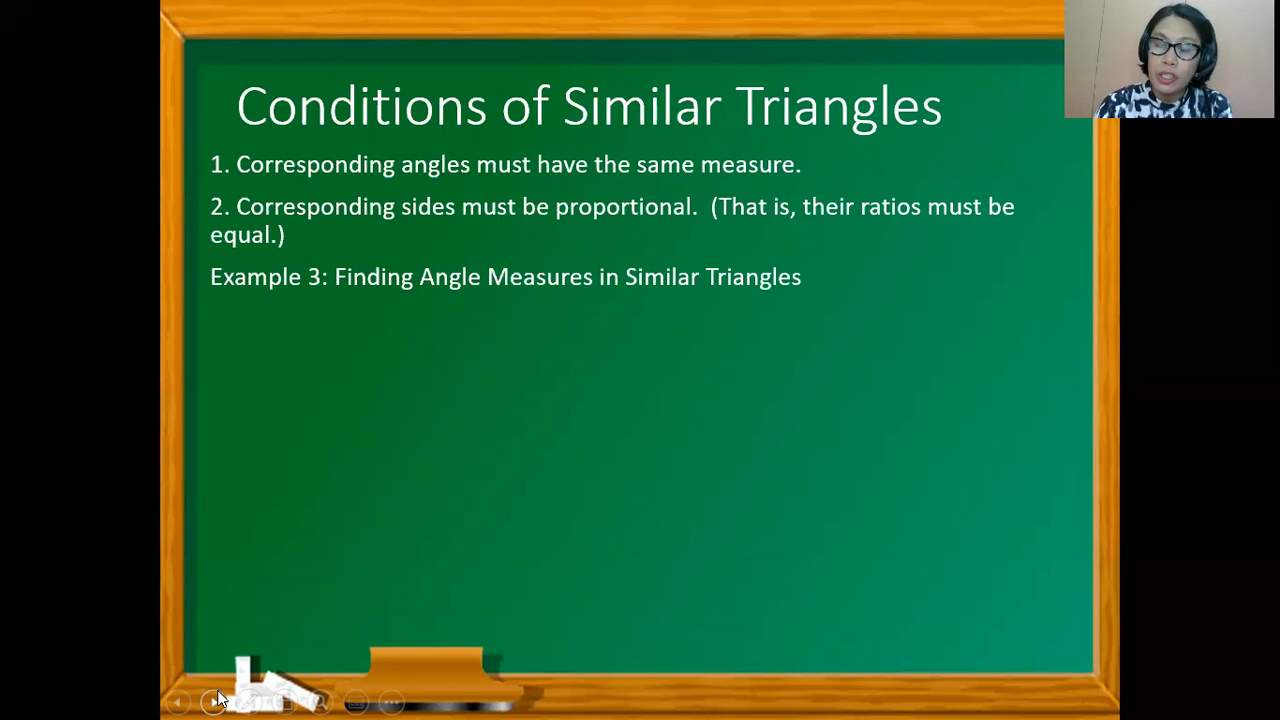 Conditions of Similar Triangles
1. Corresponding angles must have the same measure.
2. Corresponding sides must be proportional.  (That is, their ratios must be
equal.)
Example 3: Finding Angle Measures in Similar Triangles